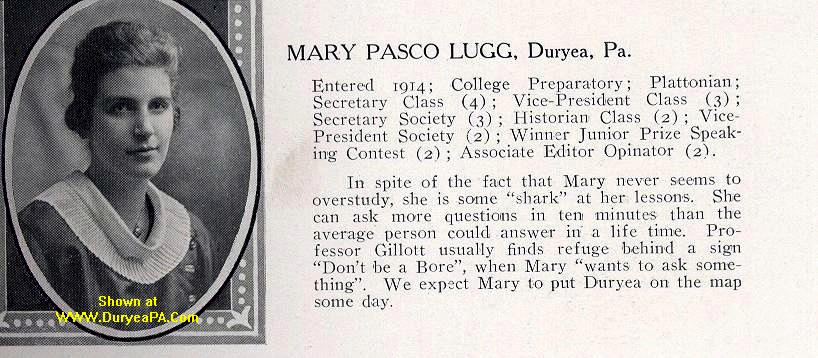 MARY PASCO LUGG, Duryea, Pa.
Entered 1914; College Preparatory; Plattonian;
Secretary Class (4); Vice-President Class (3);
Secretary Society (3); Historian Class (2); Vice-
President Society (2); Winner Junior Prize Speak-
ing Contest (2); Associate Editor Opinator (2).
In spite of the fact that Mary never seems to
overstudy, she is some "shark" at her lessons. She
can ask more questions in ten minutes than the
average person could answer in a life time. Pro-
fessor Gillott usually finds refuge behind a sign
"Don't be a Bore", when Mary "wants to ask some-
thing". We expect Mary to put Duryea on the map
some day.
Shown at
WWW.DuryeaPA.Com